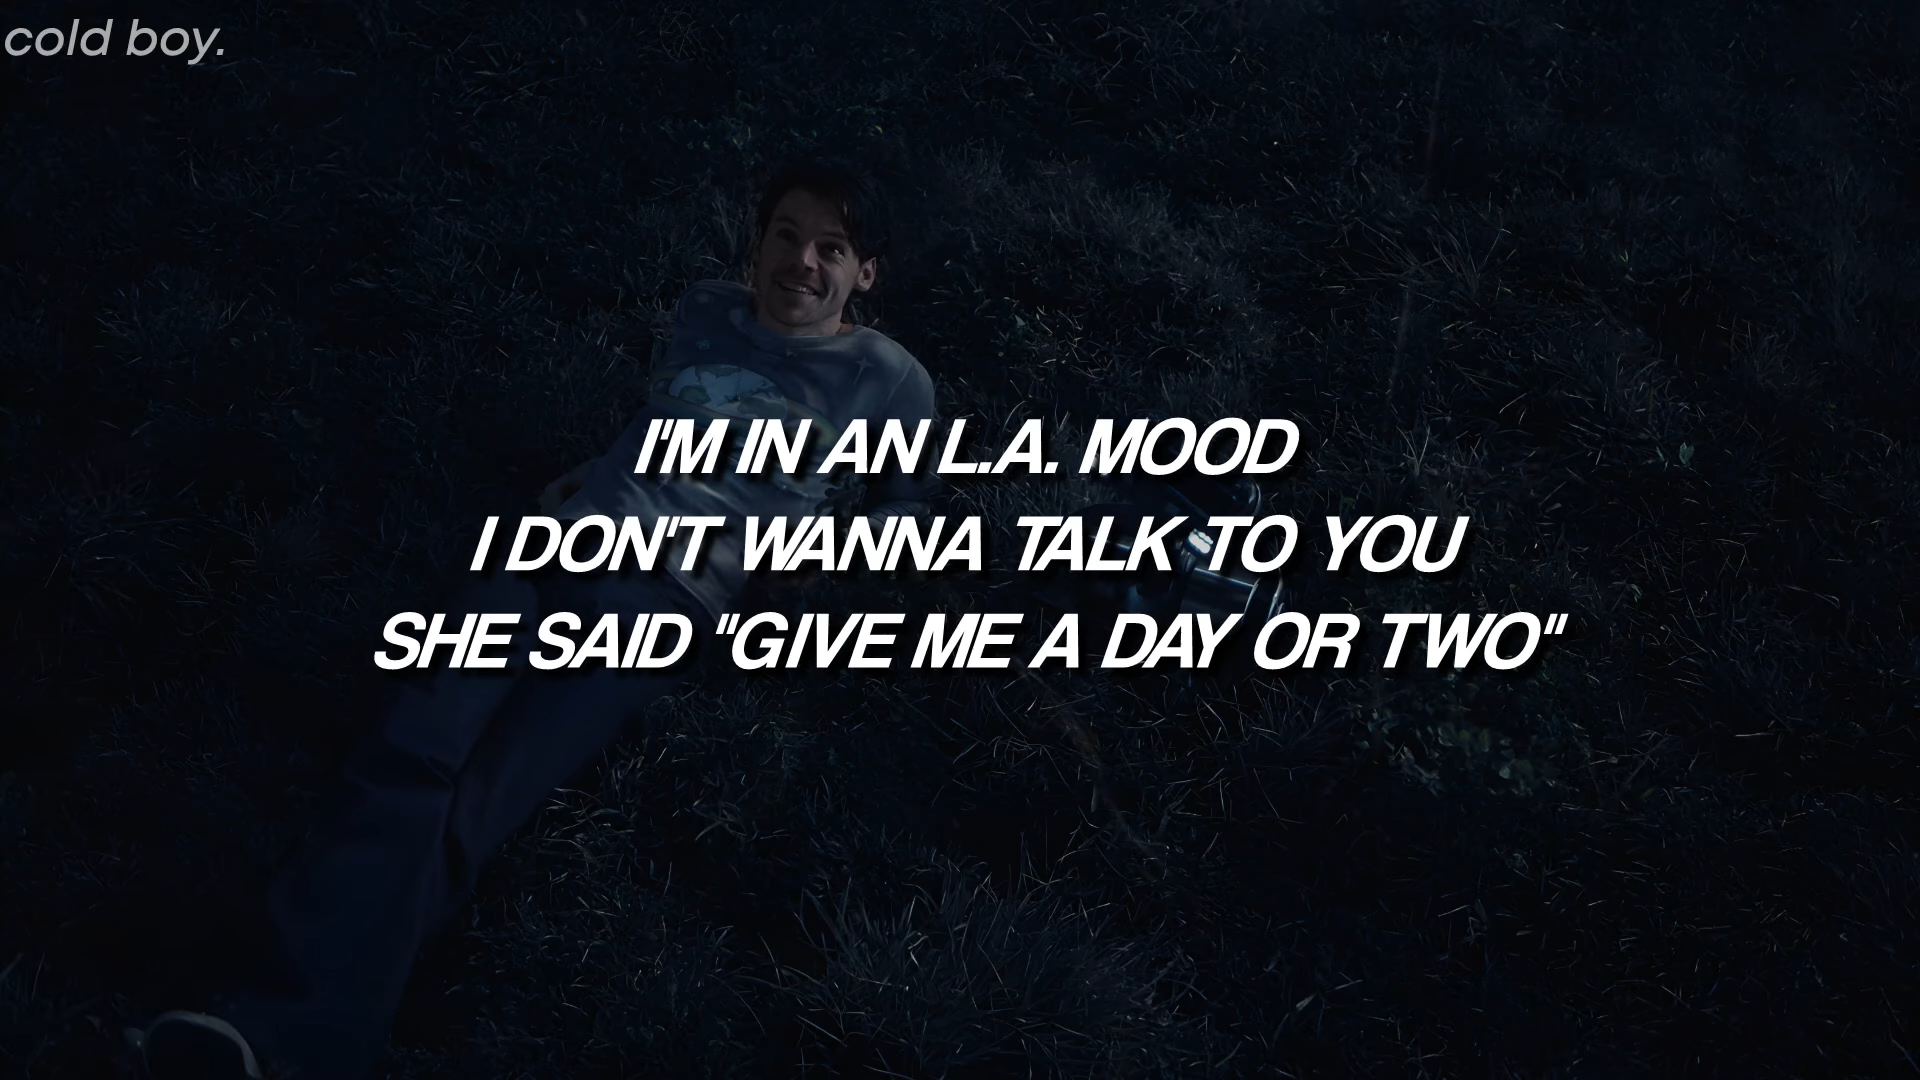 cold boy.
I'M IN AN L.A. MOOD
I DON'T WANNA TALK TO YOU
SHE SAID "GIVE ME A DAY OR TWO"